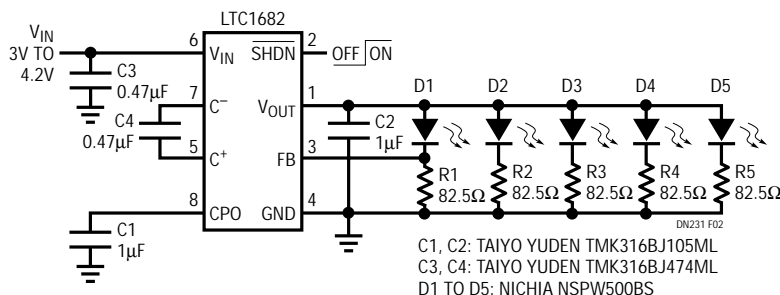 LTC1682
VIN
3V TO
4.2V
6
VIN
SHDN
2
OFF ON
C3
0.47µF
7
C–
VOUT
1
D1
D2
D3
D4
D5
C4
0.47µF
C2
1µF
5
C+
FB
3
R1
82.5Ω
R2
82.5Ω
R3
82.5Ω
R4
82.5Ω
R5
82.5Ω
8
CPO
GND
4
C1
1µF
DN231 F02
C1, C2: TAIYO YUDEN TMK316BJ105ML
C3, C4: TAIYO YUDEN TMK316BJ474ML
D1 TO D5: NICHIA NSPW500BS